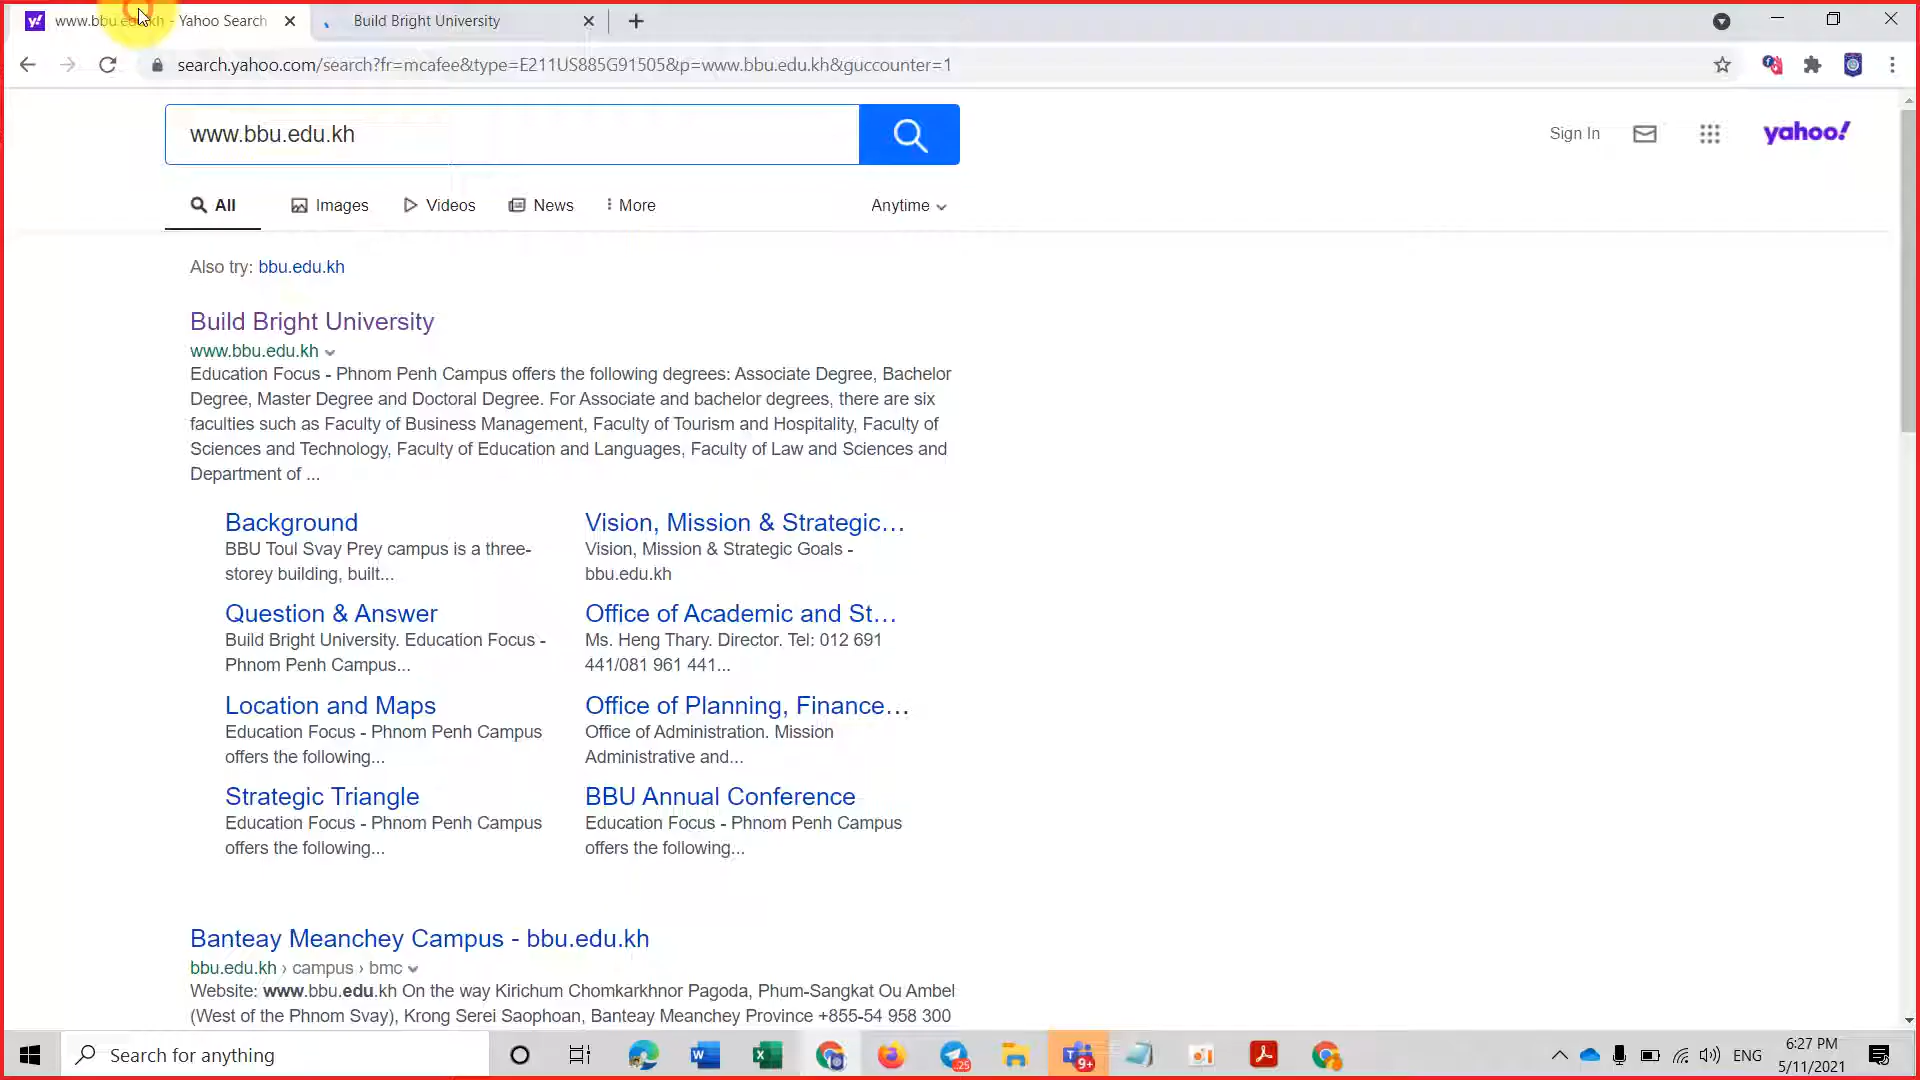 www.bbu.edu.kh - Yahoo Search
Build Bright University
search.yahoo.com/search?fr=mcafee&type=E211US885G91505&p=www.bbu.edu.kh&guccounter=1
www.bbu.edu.kh
Sign In
yahoo!
All
Images
Videos
News
More
Anytime
Also try: bbu.edu.kh
Build Bright University
www.bbu.edu.kh
Education Focus - Phnom Penh Campus offers the following degrees: Associate Degree, Bachelor
Degree, Master Degree and Doctoral Degree. For Associate and bachelor degrees, there are six
faculties such as Faculty of Business Management, Faculty of Tourism and Hospitality, Faculty of
Sciences and Technology, Faculty of Education and Languages, Faculty of Law and Sciences and
Department of ...
Background
BBU Toul Svay Prey campus is a three-
storey building, built...
Vision, Mission & Strategic...
Vision, Mission & Strategic Goals -
bbu.edu.kh
Question & Answer
Build Bright University. Education Focus -
Phnom Penh Campus...
Office of Academic and St...
Ms. Heng Thary. Director. Tel: 012 691
441/081 961 441...
Location and Maps
Education Focus - Phnom Penh Campus
offers the following...
Office of Planning, Finance...
Office of Administration. Mission
Administrative and...
Strategic Triangle
Education Focus - Phnom Penh Campus
offers the following...
BBU Annual Conference
Education Focus - Phnom Penh Campus
offers the following...
Banteay Meanchey Campus - bbu.edu.kh
bbu.edu.kh › campus › bmc
Website: www.bbu.edu.kh On the way Kirichum Chomkarkhnor Pagoda, Phum-Sangkat Ou Ambel
(West of the Phnom Svay), Krong Serei Saophoan, Banteay Meanchey Province +855-54 958 300
Search for anything
25
9+
ENG
6:27 PM
5/11/2021